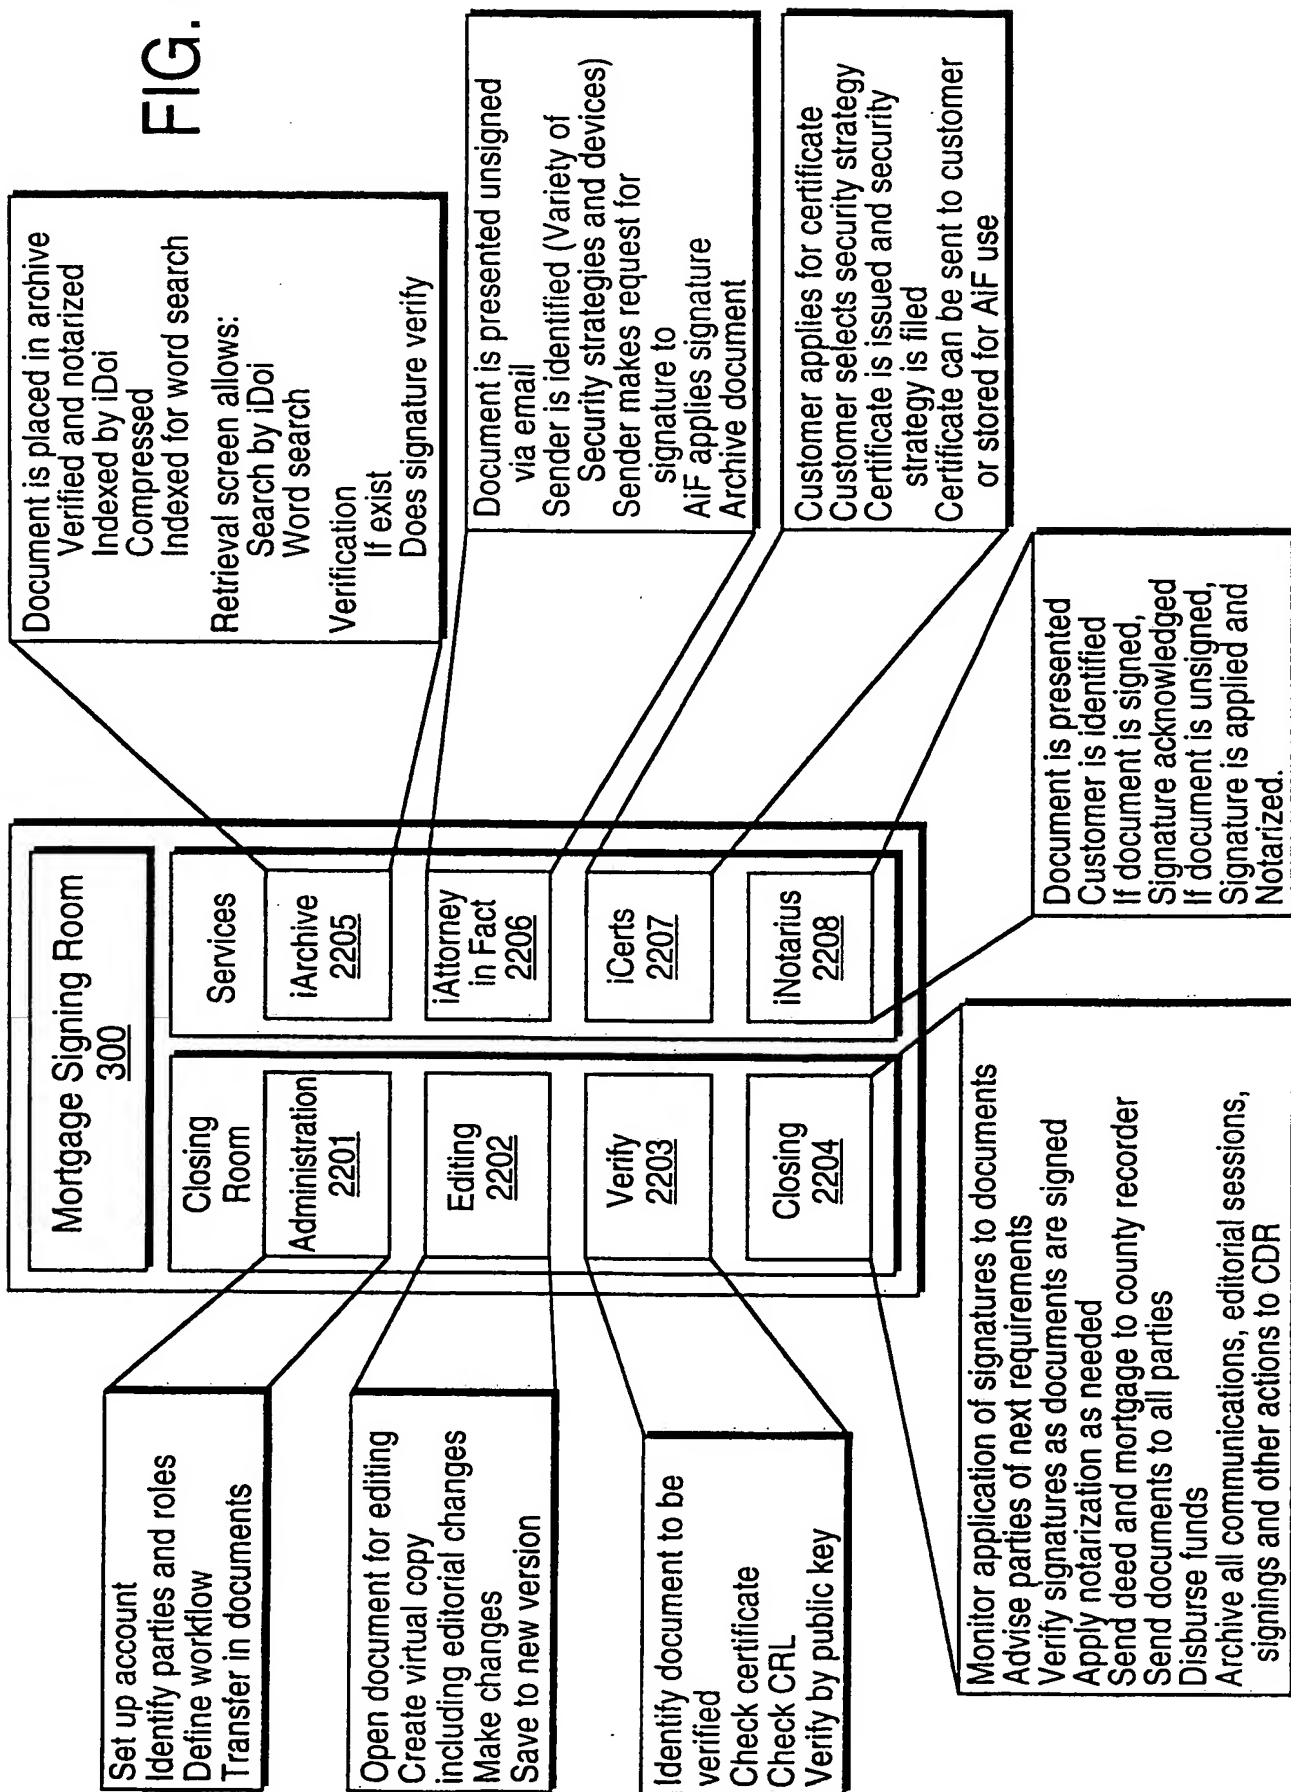 FIG.
Mortgage Signing Room
300
Closing
Room
Administration
2201
Editing
2202
Verify
2203
Closing
2204
Services
iArchive
2205
iAttorney
in Fact
2206
iCerts
2207
iNotarius
2208
Set up account
Identify parties and roles
Define workflow
Transfer in documents
Open document for editing
Create virtual copy
including editorial changes
Make changes
Save to new version
Identify document to be
verified
Check certificate
Check CRL
Verify by public key
Monitor application of signatures to documents
Advise parties of next requirements
Verify signatures as documents are signed
Apply notarization as needed
Send deed and mortgage to county recorder
Send documents to all parties
Disburse funds
Archive all communications, editorial sessions,
signings and other actions to CDR
Document is placed in archive
Verified and notarized
Indexed by iDoi
Compressed
Indexed for word search
Retrieval screen allows:
Search by iDoi
Word search
Verification
If exist
Does signature verify
Document is presented unsigned
via email
Sender is identified (Variety of
Security strategies and devices)
Sender makes request for
signature to
AiF applies signature
Archive document
Customer applies for certificate
Customer selects security strategy
Certificate is issued and security
strategy is filed
Certificate can be sent to customer
or stored for AiF use
Document is presented
Customer is identified
If document is signed,
Signature acknowledged
If document is unsigned,
Signature is applied and
Notarized.